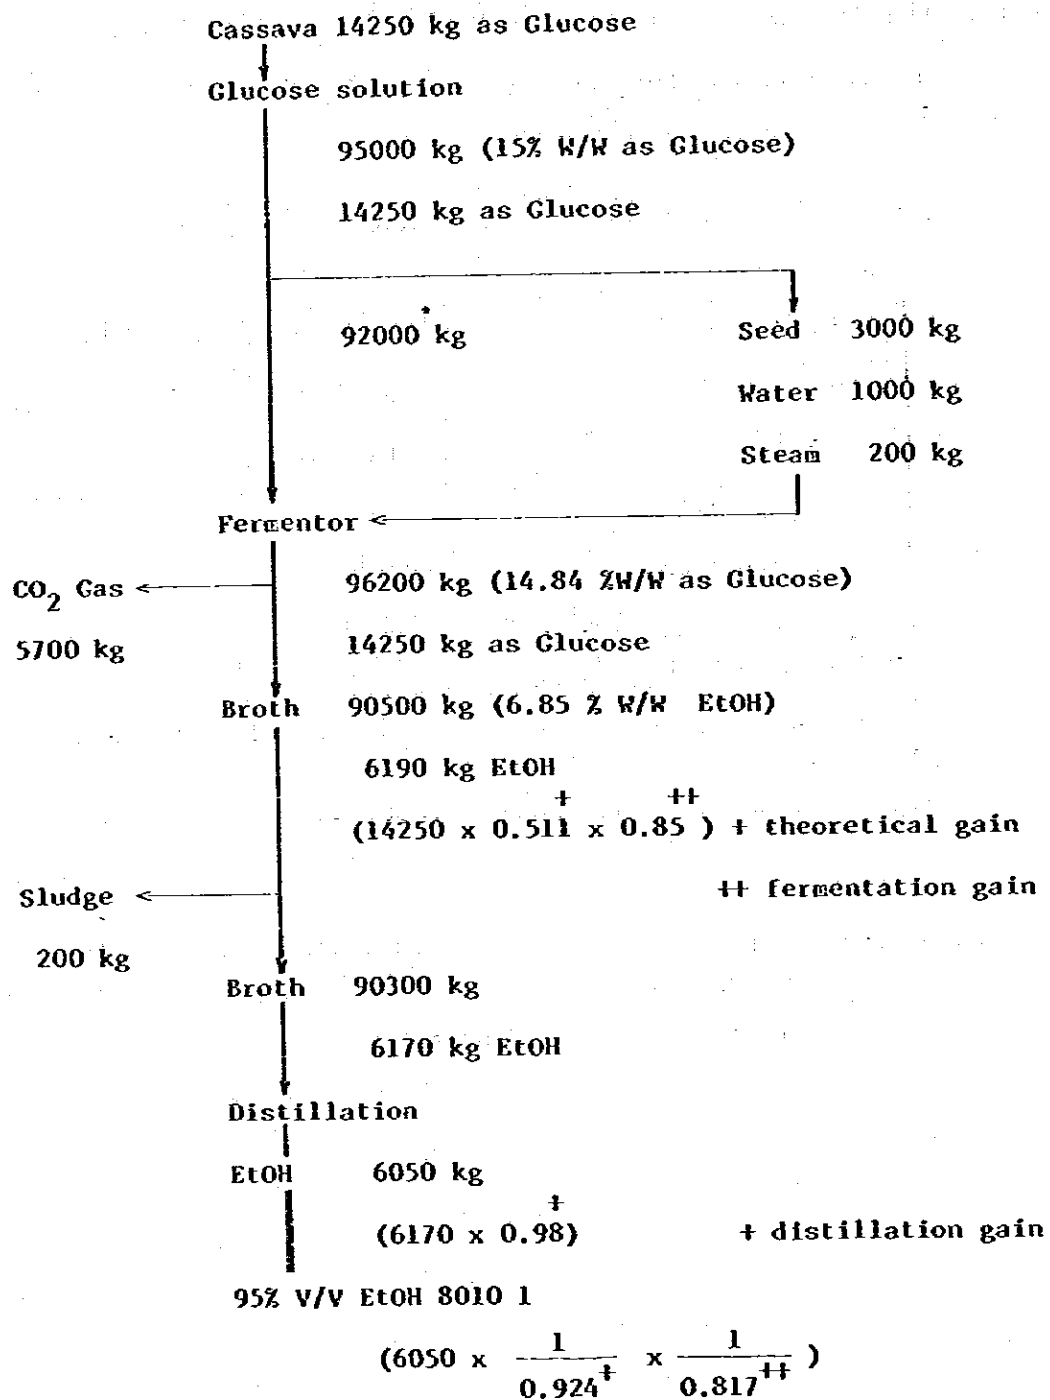 Cassava 14250 kg as Glucose
Glucose solution
95000 kg (15% W/W as Glucose)
14250 kg as Glucose
92000* kg
Seed 3000 kg
Water 1000 kg
Steam 200 kg
Fermentor
CO2 Gas
5700 kg
96200 kg (14.84 %W/W as Glucose)
14250 kg as Glucose
Broth 90500 kg (6.85 % W/W EtOH)
6190 kg EtOH
(14250 x 0.511+ x 0.85++) + theoretical gain
++ fermentation gain
Sludge
200 kg
Broth 90300 kg
6170 kg EtOH
Distillation
EtOH 6050 kg
(6170 x 0.98+) + distillation gain
95% V/V EtOH 8010 l
(6050 x 1/0.924+ x 1/0.817++)